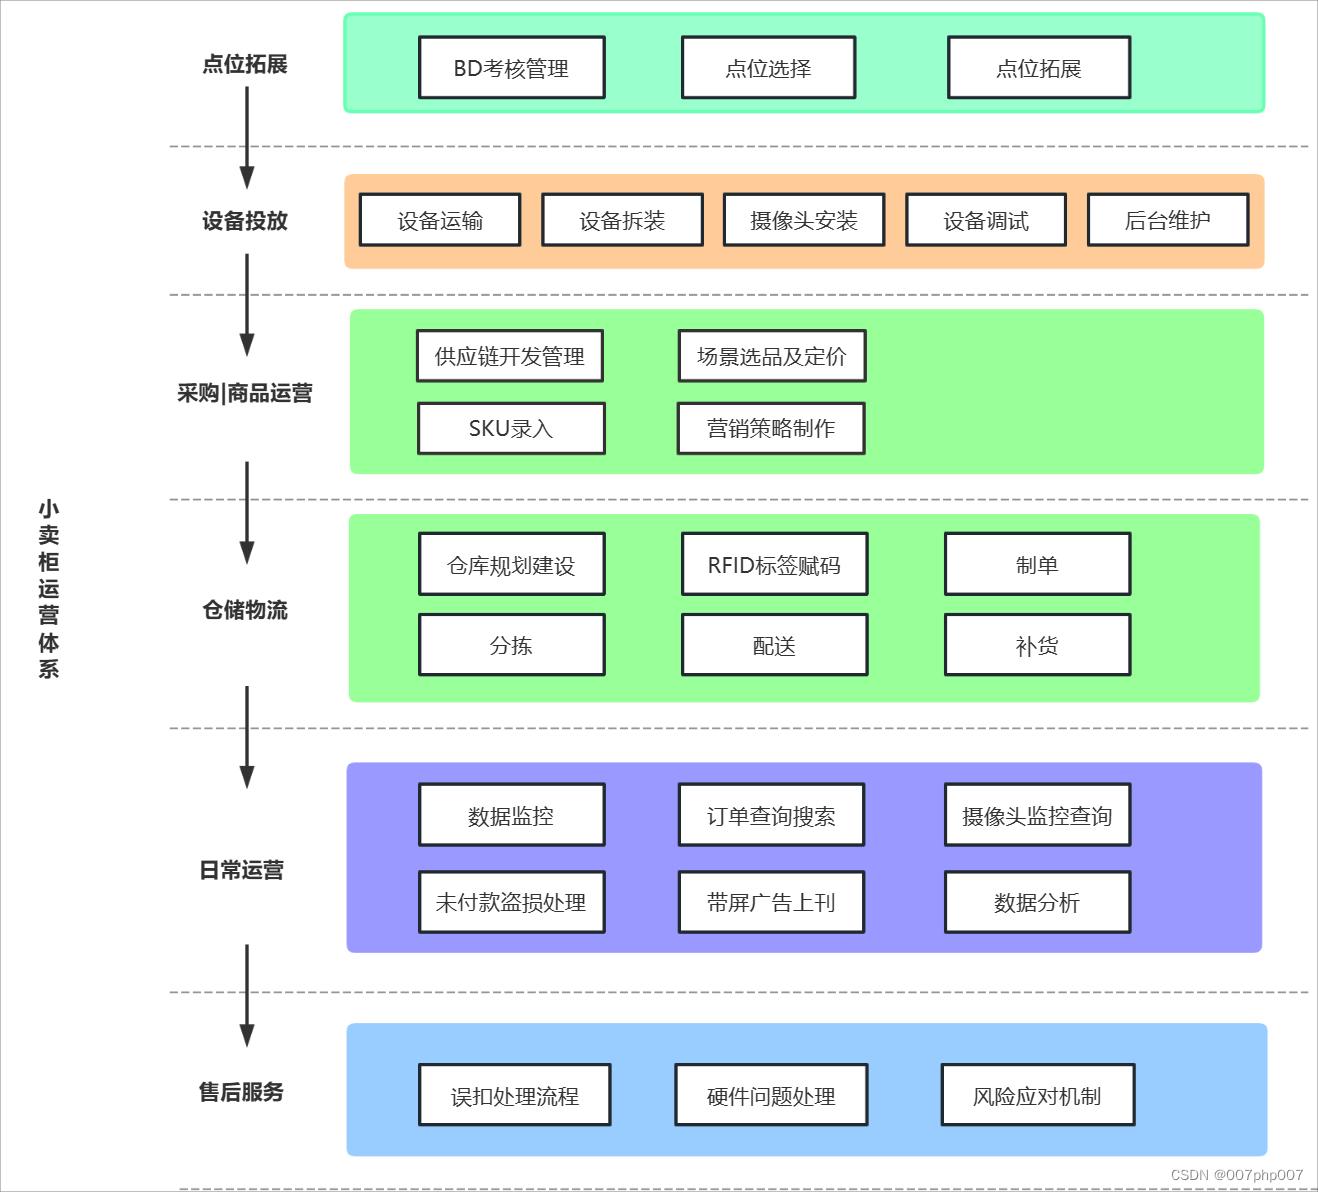 小卖柜运营体系
点位拓展
BD考核管理
点位选择
点位拓展
设备投放
设备运输
设备拆装
摄像头安装
设备调试
后台维护
采购|商品运营
供应链开发管理
场景选品及定价
SKU录入
营销策略制作
仓储物流
仓库规划建设
RFID标签赋码
制单
分拣
配送
补货
日常运营
数据监控
订单查询搜索
摄像头监控查询
未付款盗损处理
带屏广告上刊
数据分析
售后服务
误扣处理流程
硬件问题处理
风险应对机制
CSDN @007php007